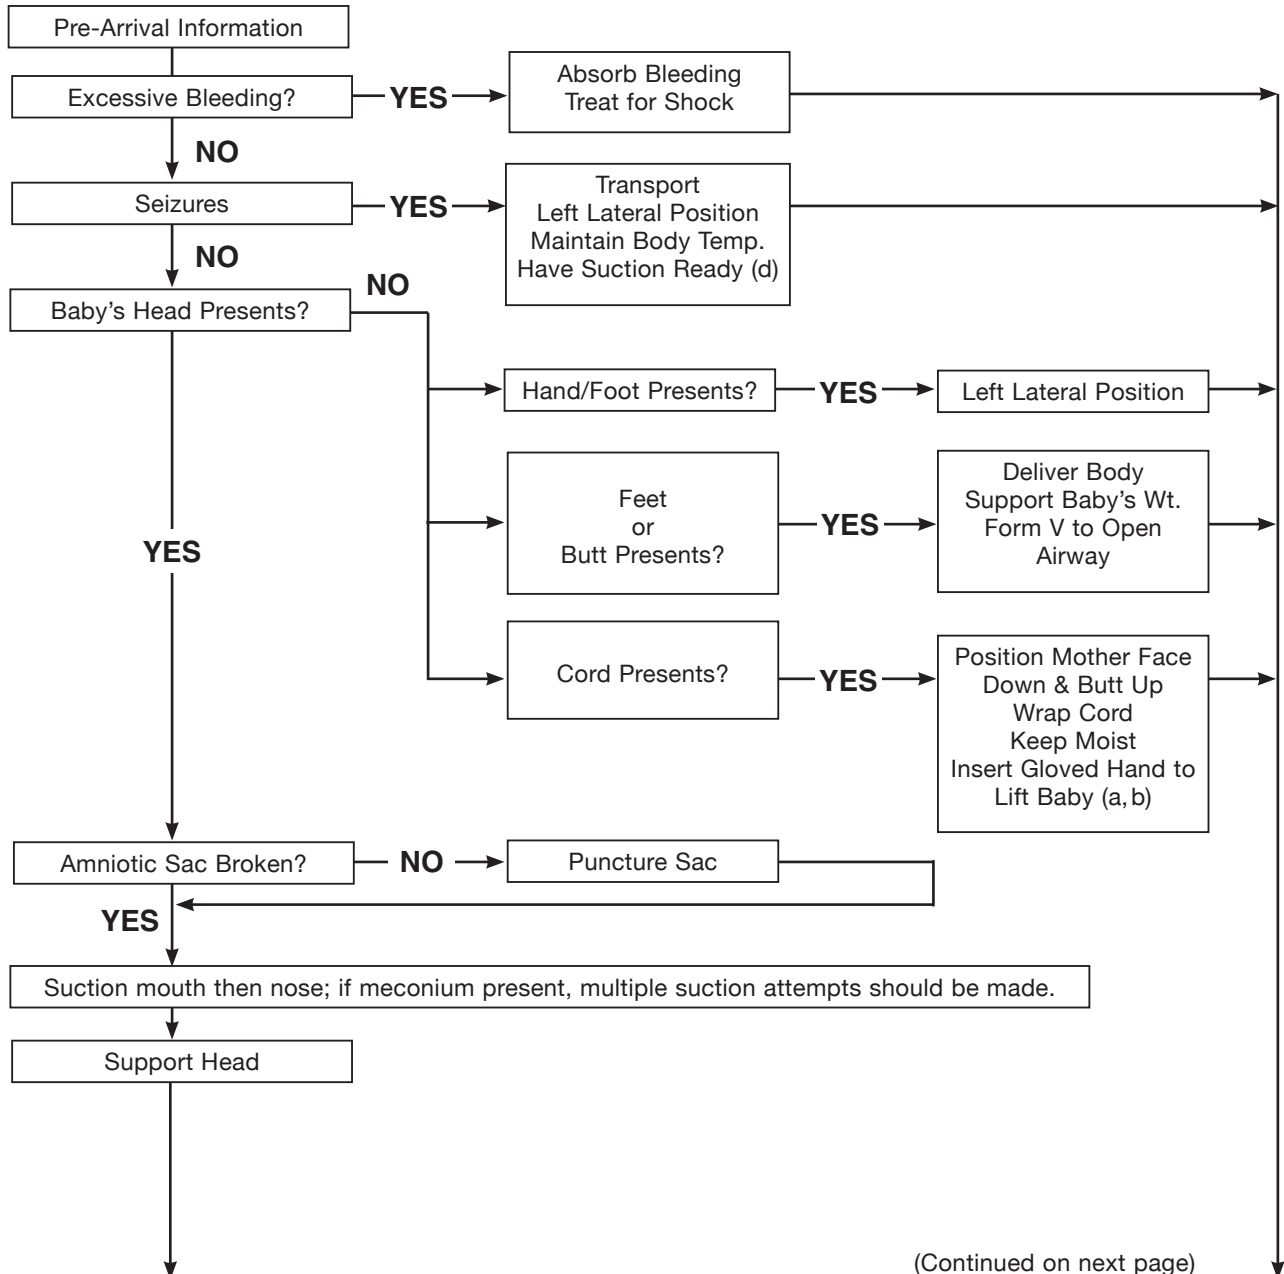 Pre-Arrival Information
Excessive Bleeding?
YES
Absorb Bleeding
Treat for Shock
NO
Seizures
YES
Transport
Left Lateral Position
Maintain Body Temp.
Have Suction Ready (d)
NO
Baby's Head Presents?
NO
Hand/Foot Presents?
YES
Left Lateral Position
Feet
or
Butt Presents?
YES
Deliver Body
Support Baby's Wt.
Form V to Open
Airway
YES
Cord Presents?
YES
Position Mother Face
Down & Butt Up
Wrap Cord
Keep Moist
Insert Gloved Hand to
Lift Baby (a, b)
Amniotic Sac Broken?
NO
Puncture Sac
YES
Suction mouth then nose; if meconium present, multiple suction attempts should be made.
Support Head
(Continued on next page)